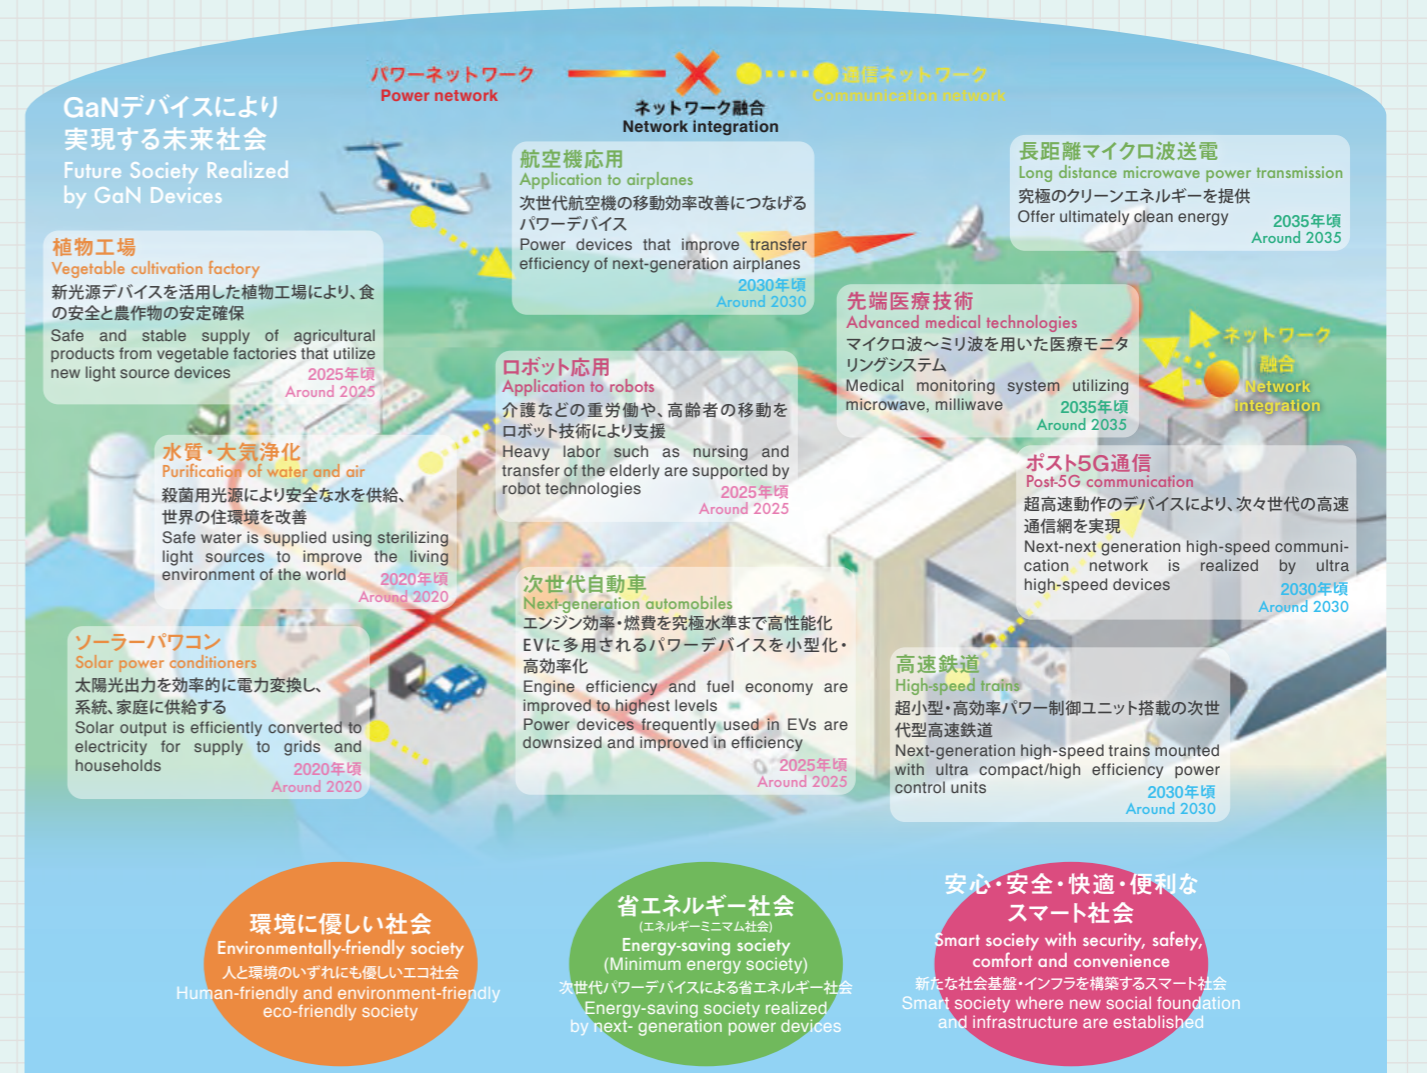 パワーネットワーク
Power network
ネットワーク融合
Network integration
通信ネットワーク
Communication network
GaNデバイスにより
実現する未来社会
Future Society Realized
by GaN Devices
航空機応用
Application to airplanes
次世代航空機の移動効率改善につなげる
パワーデバイス
Power devices that improve transfer
efficiency of next-generation airplanes
2030年頃
Around 2030
長距離マイクロ波送電
Long distance microwave power transmission
究極のクリーンエネルギーを提供
Offer ultimately clean energy
2035年頃
Around 2035
植物工場
Vegetable cultivation factory
新光源デバイスを活用した植物工場により、食
の安全と農作物の安定確保
Safe and stable supply of agricultural
products from vegetable factories that utilize
new light source devices
2025年頃
Around 2025
先端医療技術
Advanced medical technologies
マイクロ波～ミリ波を用いた医療モニタ
リングシステム
Medical monitoring system utilizing
microwave, milliwave
2035年頃
Around 2035
ネットワーク
融合
Network
integration
ロボット応用
Application to robots
介護などの重労働や、高齢者の移動を
ロボット技術により支援
Heavy labor such as nursing and
transfer of the elderly are supported by
robot technologies
2025年頃
Around 2025
水質・大気浄化
Purification of water and air
殺菌用光源により安全な水を供給、
世界の住環境を改善
Safe water is supplied using sterilizing
light sources to improve the living
environment of the world
2020年頃
Around 2020
ポスト5G通信
Post-5G communication
超高速動作のデバイスにより、次々世代の高速
通信網を実現
Next-next generation high-speed communi-
cation network is realized by ultra
high-speed devices
2030年頃
Around 2030
次世代自動車
Next-generation automobiles
エンジン効率・燃費を究極水準まで高性能化
EVに多用されるパワーデバイスを小型化・
高効率化
Engine efficiency and fuel economy are
improved to highest levels
Power devices frequently used in EVs are
downsized and improved in efficiency
2025年頃
Around 2025
ソーラーパワコン
Solar power conditioners
太陽光出力を効率的に電力変換し、
系統、家庭に供給する
Solar output is efficiently converted to
electricity for supply to grids and
households
2020年頃
Around 2020
高速鉄道
High-speed trains
超小型・高効率パワー制御ユニット搭載の次世
代型高速鉄道
Next-generation high-speed trains mounted
with ultra compact/high efficiency power
control units
2030年頃
Around 2030
環境に優しい社会
Environmentally-friendly society
人と環境のいずれにも優しいエコ社会
Human-friendly and environment-friendly
eco-friendly society
省エネルギー社会
(エネルギーミニマム社会)
Energy-saving society
(Minimum energy society)
次世代パワーデバイスによる省エネルギー社会
Energy-saving society realized
by next- generation power devices
安心・安全・快適・便利な
スマート社会
Smart society with security, safety,
comfort and convenience
新たな社会基盤・インフラを構築するスマート社会
Smart society where new social foundation
and infrastructure are established